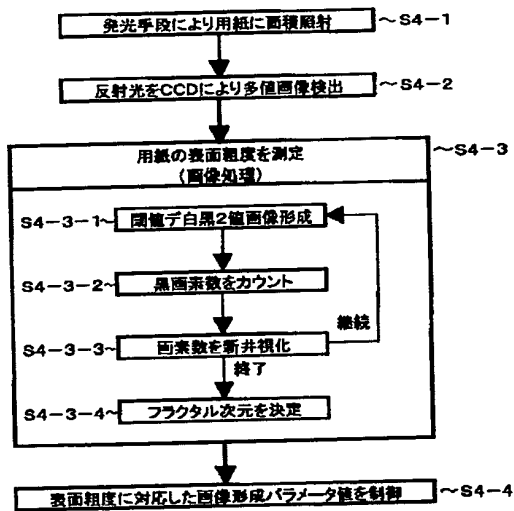 発光手段により用紙に面積照射 ～S4-1
反射光をCCDにより多値画像検出 ～S4-2
用紙の表面粗度を測定 ～S4-3
(画像処理)
S4-3-1～ 閾値デ白黒2値画像形成
S4-3-2～ 黒画素数をカウント
継続
S4-3-3～ 画素数を新井視化
終了
S4-3-4～ フラクタル次元を決定
表面粗度に対応した画像形成パラメータ値を制御 ～S4-4